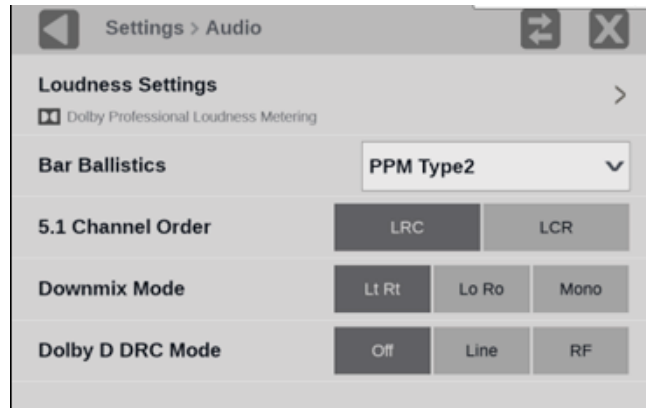 Settings > Audio
Loudness Settings
>
Dolby Professional Loudness Metering
Bar Ballistics PPM Type2
5.1 Channel Order LRC LCR
Downmix Mode Lt Rt Lo Ro Mono
Dolby D DRC Mode Off Line RF